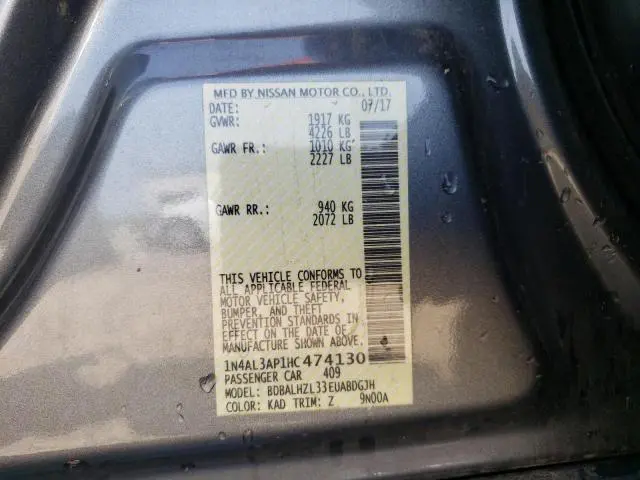 MFD BY NISSAN MOTOR CO., LTD.
DATE: 07/17
GVWR: 1917 KG
4226 LB
GAWR FR.: 1010 KG
2227 LB
GAWR RR.: 940 KG
2072 LB
THIS VEHICLE CONFORMS TO
ALL APPLICABLE FEDERAL
MOTOR VEHICLE SAFETY,
BUMPER, AND THEFT
PREVENTION STANDARDS IN
EFFECT ON THE DATE OF
MANUFACTURE SHOWN ABOVE.
1N4AL3AP1HC474130
PASSENGER CAR 409
MODEL: BDBALHZL33EUABDGJH
COLOR: KAD TRIM: Z 9N00A